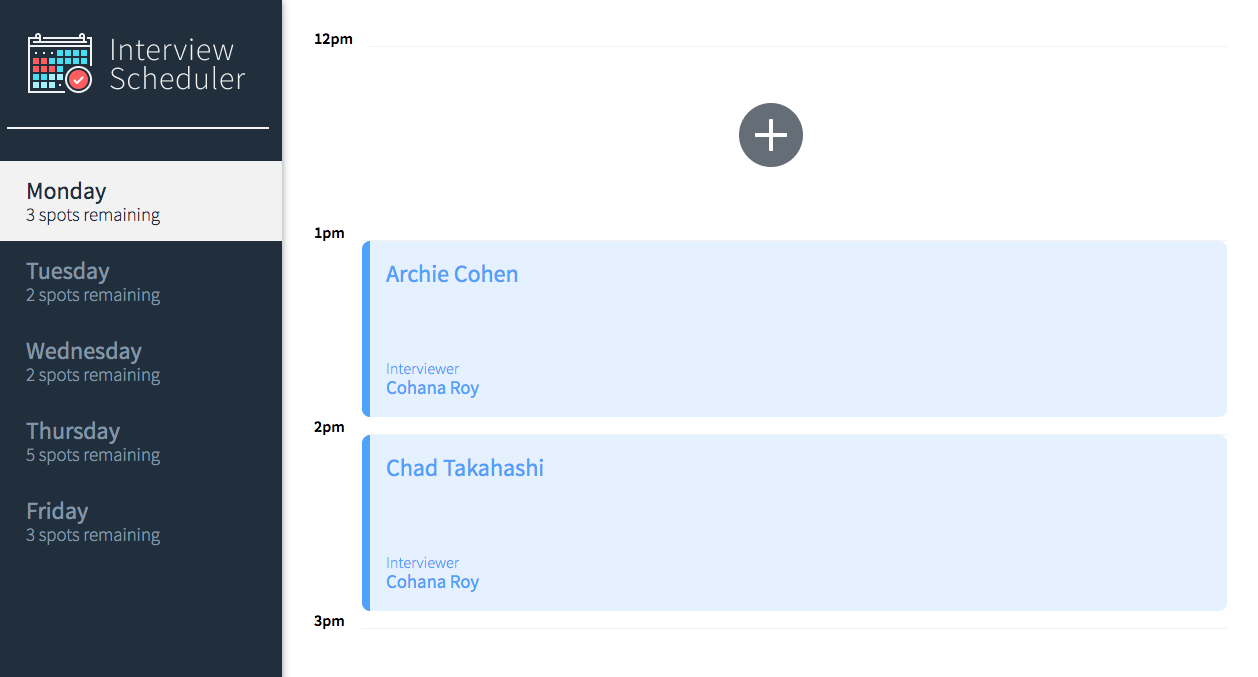 Interview
Scheduler
Monday
3 spots remaining
Tuesday
2 spots remaining
Wednesday
2 spots remaining
Thursday
5 spots remaining
Friday
3 spots remaining
12pm
1pm
Archie Cohen
Interviewer
Cohana Roy
2pm
Chad Takahashi
Interviewer
Cohana Roy
3pm